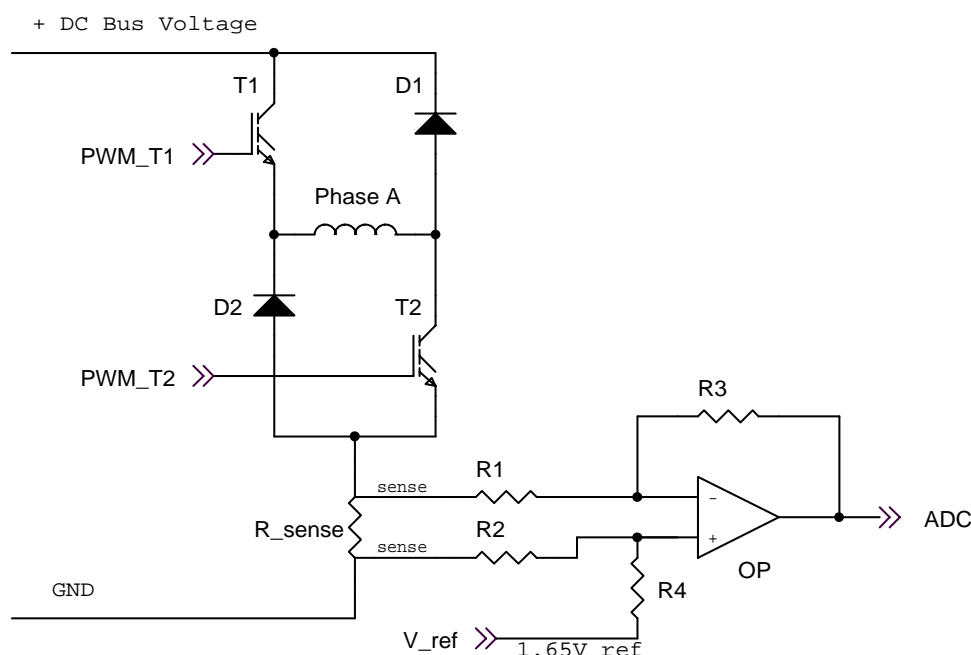 + DC Bus Voltage
T1
D1
PWM_T1
Phase A
D2
T2
PWM_T2
R3
sense
R1
R_sense
sense
R2
-
+
ADC
OP
GND
R4
V_ref
1.65V ref